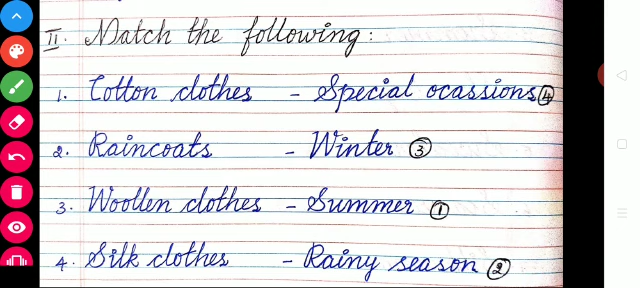 II. Match the following:
1. Cotton clothes - Special ocassions ④
2. Raincoats - Winter ③
3. Woollen clothes - Summer ①
4. Silk clothes - Rainy season ②